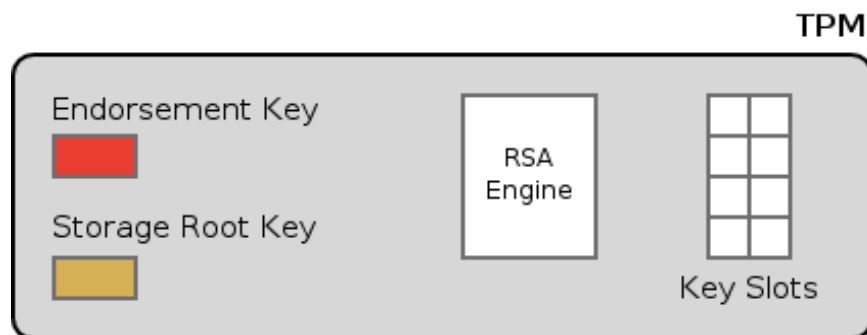 TPM
Endorsement Key
RSA
Engine
Storage Root Key
Key Slots